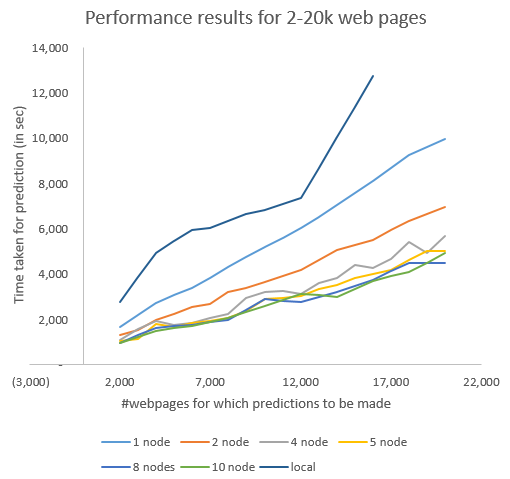 Performance results for 2-20k web pages
14,000
12,000
10,000
8,000
6,000
4,000
2,000
-
(3,000) 2,000 7,000 12,000 17,000 22,000
Time taken for prediction (in sec)
#webpages for which predictions to be made
1 node 2 node 4 node 5 node
8 nodes 10 node local